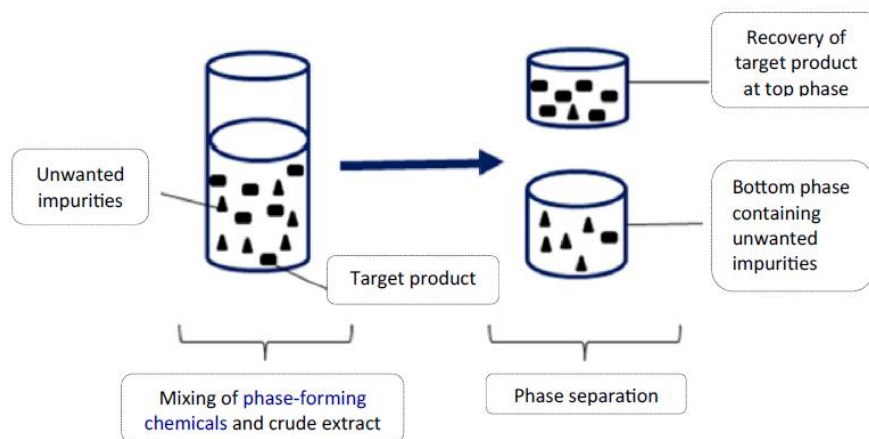 Recovery of
target product
at top phase
Unwanted
impurities
Bottom phase
containing
unwanted
impurities
Target product
Mixing of phase-forming
chemicals and crude extract
Phase separation